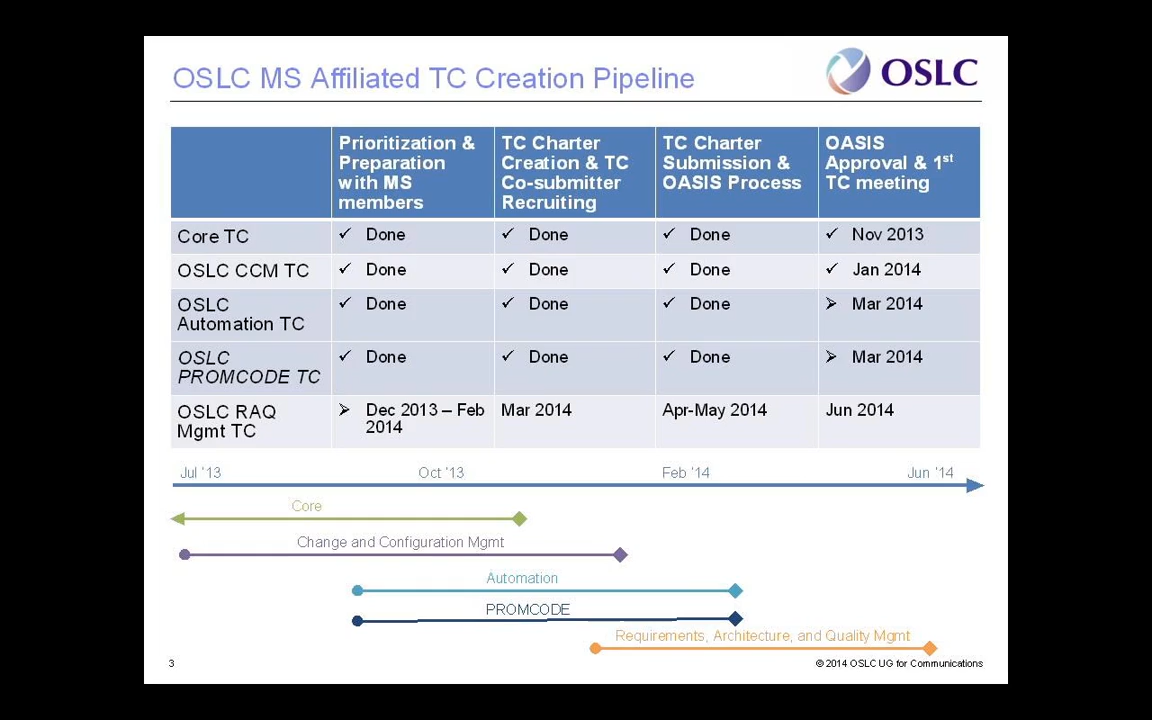 OSLC MS Affiliated TC Creation Pipeline
OSLC
Prioritization &
Preparation
with MS
members
TC Charter
Creation & TC
Co-submitter
Recruiting
TC Charter
Submission &
OASIS Process
OASIS
Approval & 1st
TC meeting
Core TC
✓ Done
✓ Done
✓ Done
✓ Nov 2013
OSLC CCM TC
✓ Done
✓ Done
✓ Done
✓ Jan 2014
OSLC
Automation TC
✓ Done
✓ Done
✓ Done
➢ Mar 2014
OSLC
PROMCODE TC
✓ Done
✓ Done
✓ Done
➢ Mar 2014
OSLC RAQ
Mgmt TC
➢ Dec 2013 – Feb
2014
Mar 2014
Apr-May 2014
Jun 2014
Jul '13
Oct '13
Feb '14
Jun '14
Core
Change and Configuration Mgmt
Automation
PROMCODE
Requirements, Architecture, and Quality Mgmt
3
© 2014 OSLC UG for Communications